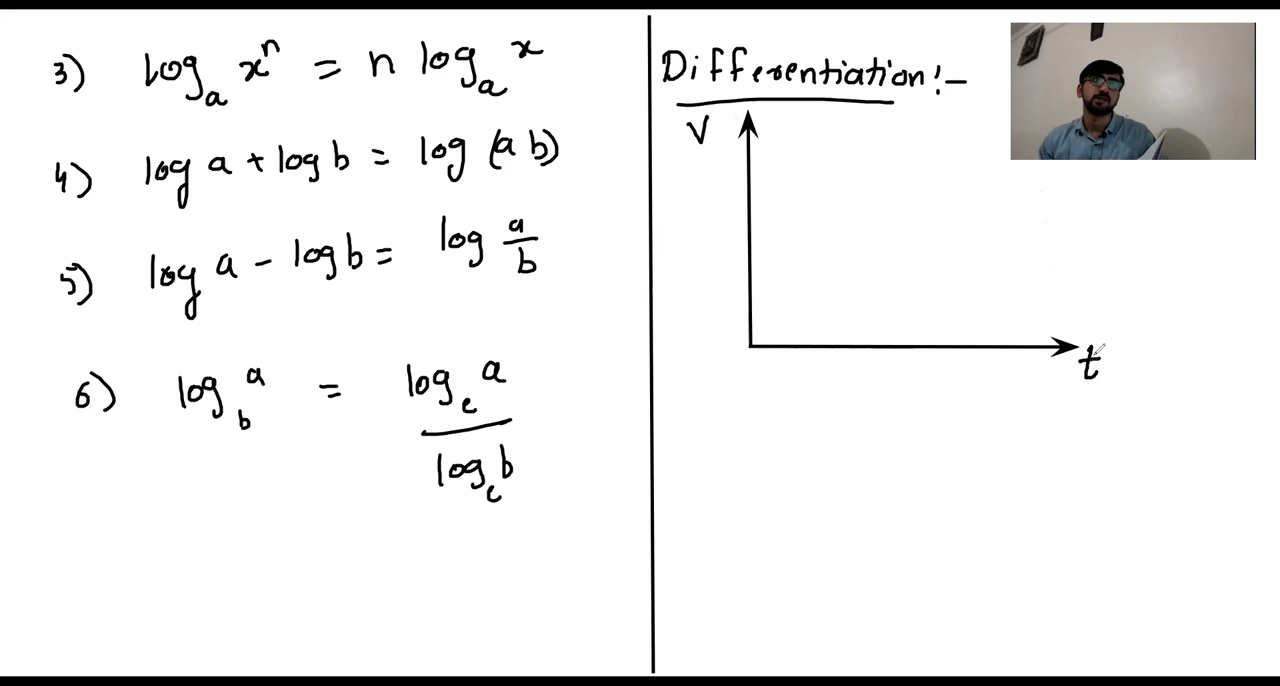 3) log_a x^n = n log_a x
4) log a + log b = log (a b)
5) log a - log b = log a/b
6) log_b a = log_c a / log_c b
Differentiation :-
V
t